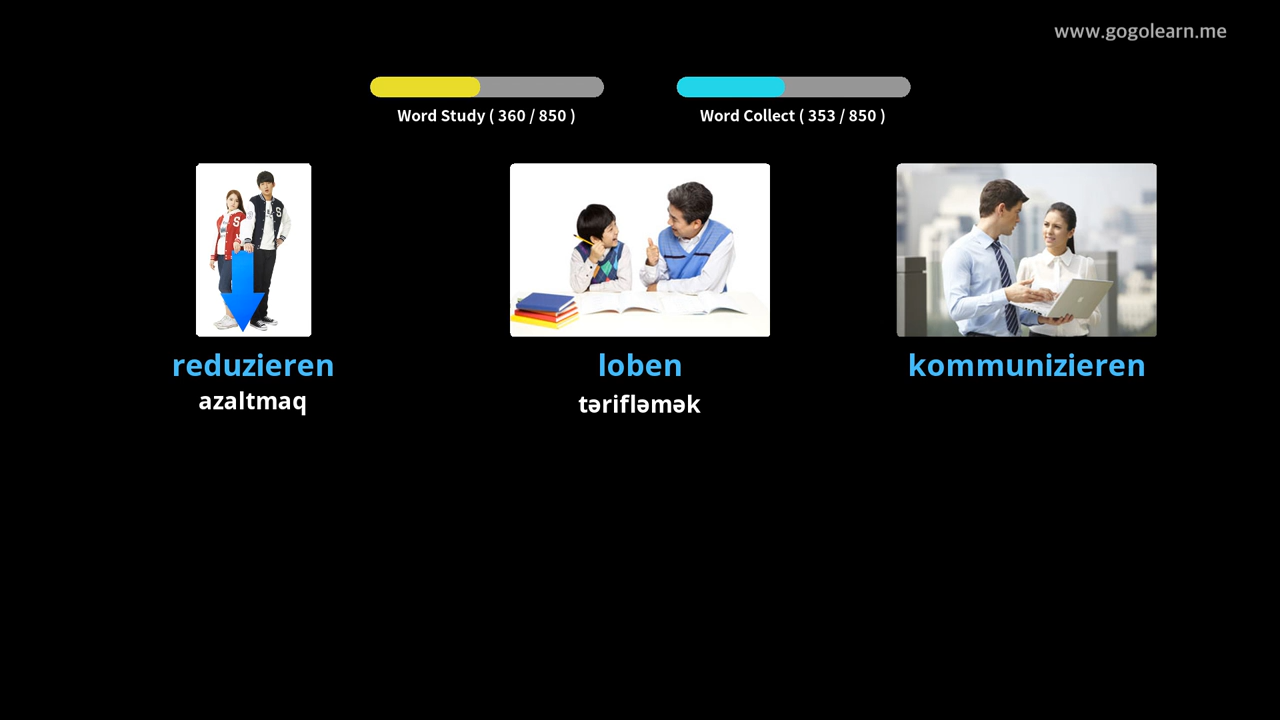 www.gogolearn.me
Word Study ( 360 / 850 )
Word Collect ( 353 / 850 )
S
S
reduzieren
azaltmaq
loben
tərifləmək
kommunizieren